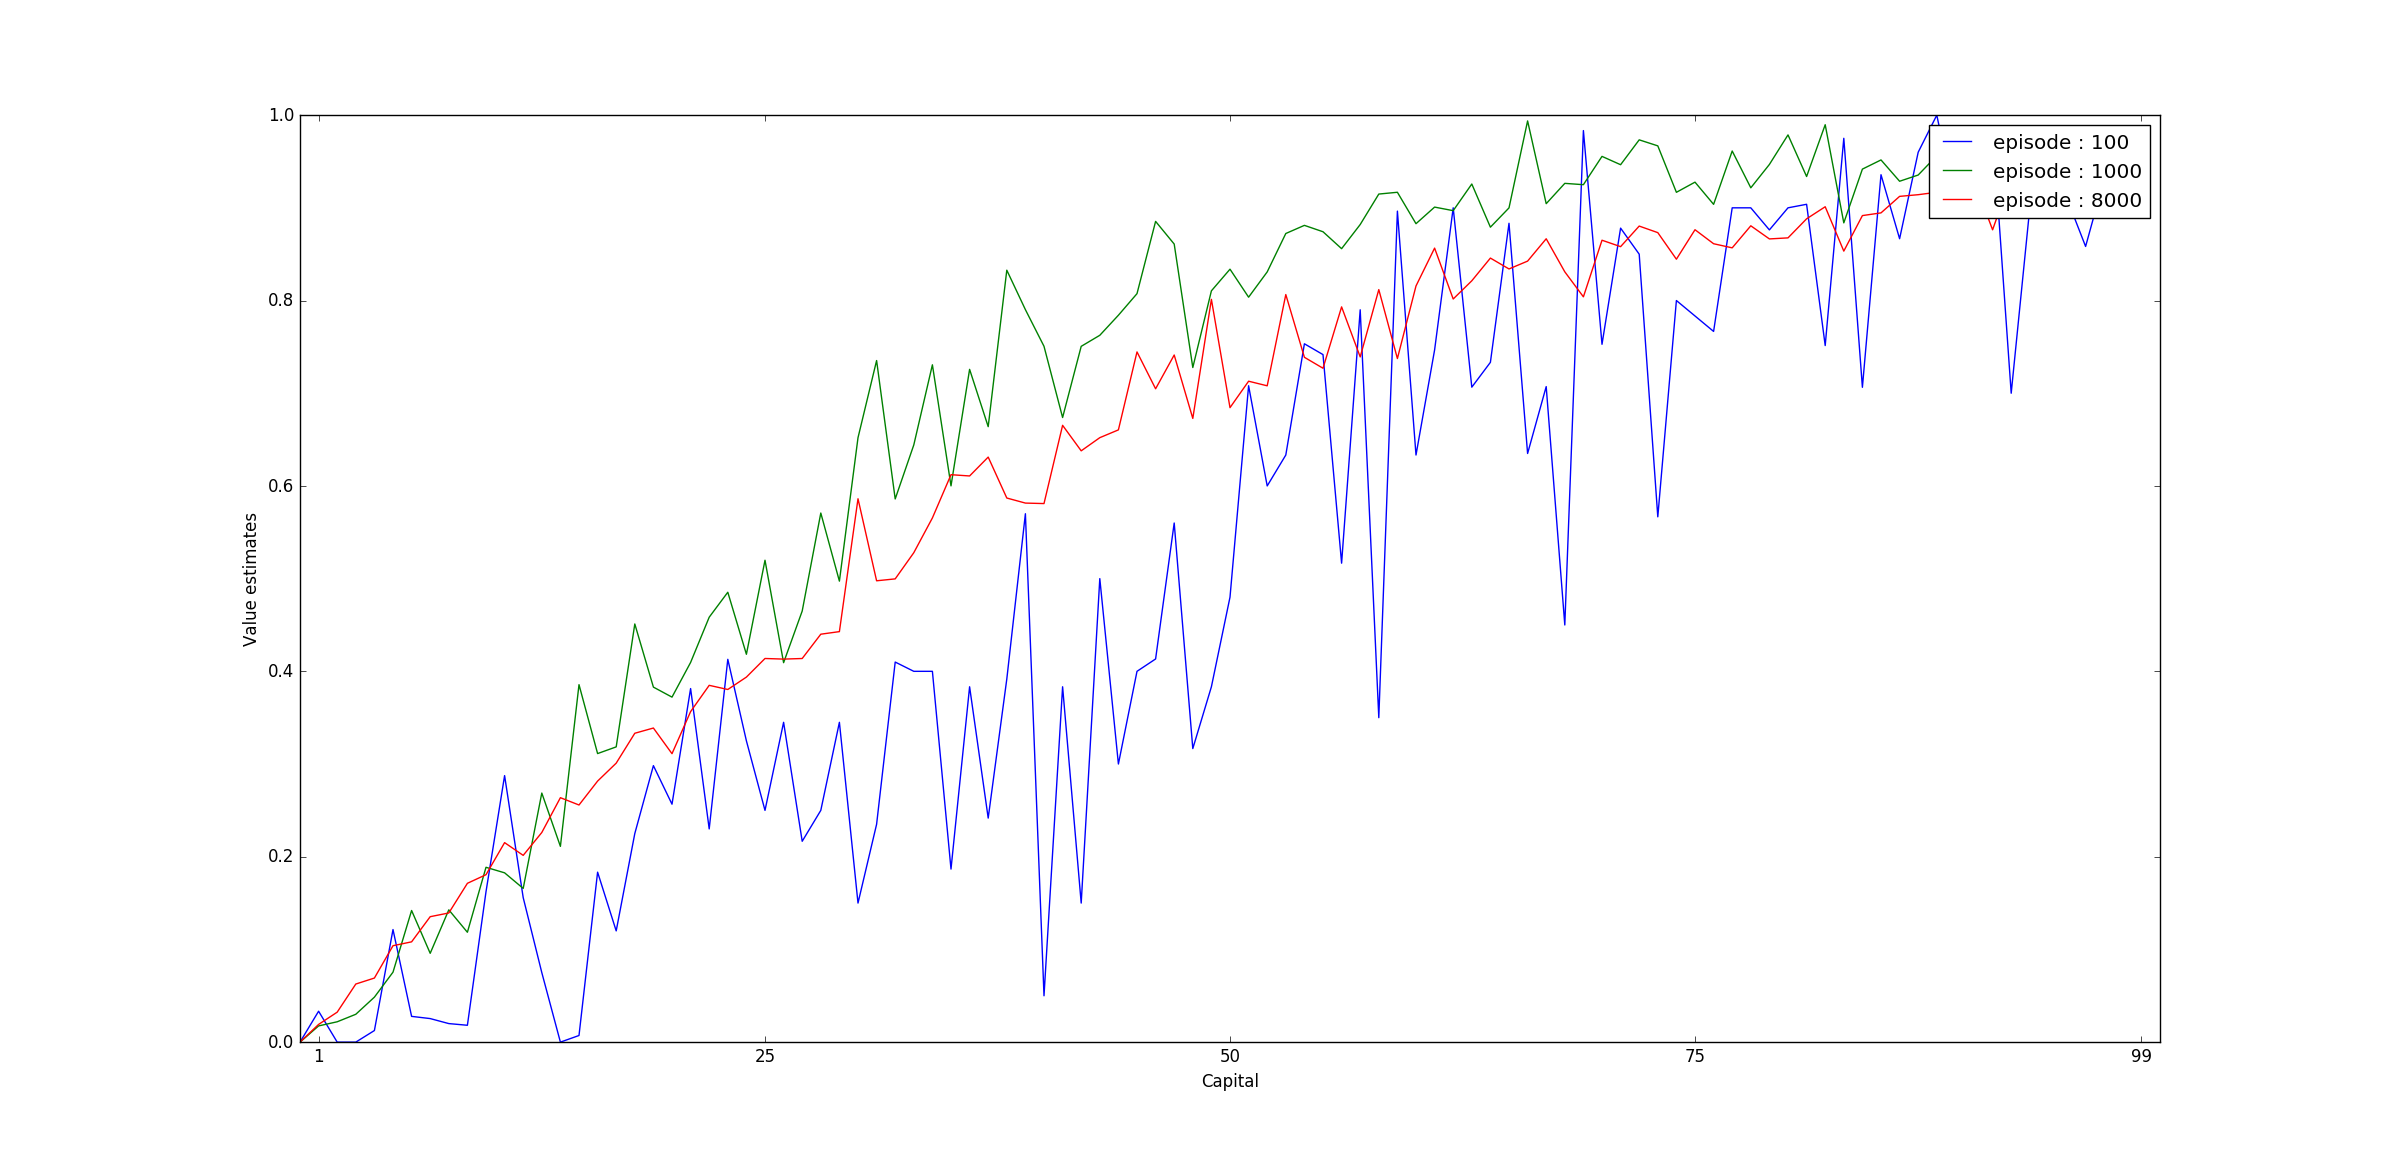 1.0
0.8
0.6
0.4
0.2
0.0
Value estimates
1 25 50 75 99
Capital
episode : 100
episode : 1000
episode : 8000